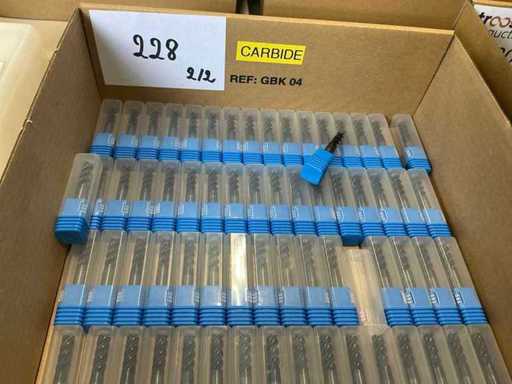 228
2/2
CARBIDE
REF: GBK 04